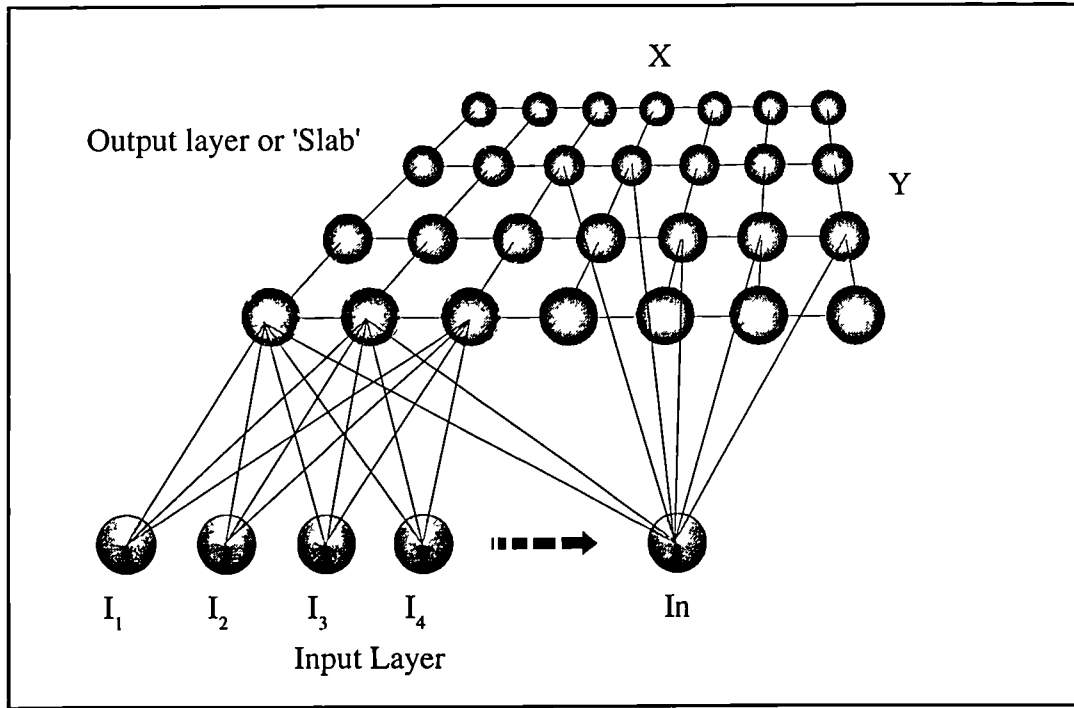 X
Output layer or 'Slab'
Y
I₁ I₂ I₃ I₄ In
Input Layer